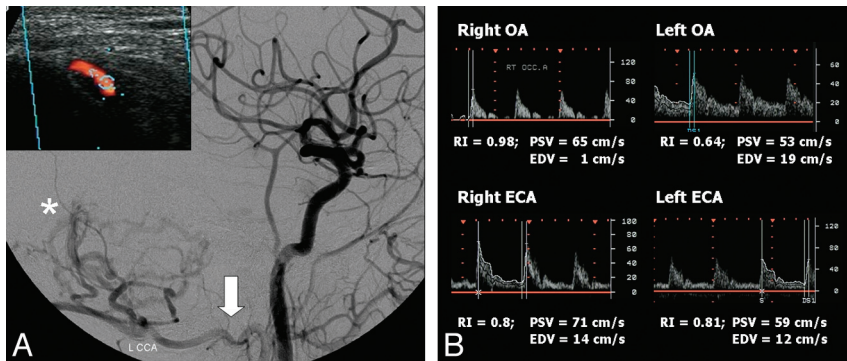 A
*
L CCA
B
Right OA
RT OCC.A
120
80
40
0
RI = 0.98; PSV = 65 cm/s
EDV = 1 cm/s
Left OA
60
40
20
0
RI = 0.64; PSV = 53 cm/s
EDV = 19 cm/s
Right ECA
100
80
60
40
20
0
RI = 0.8; PSV = 71 cm/s
EDV = 14 cm/s
Left ECA
120
80
40
0
S
RI = 0.81; PSV = 59 cm/s
EDV = 12 cm/s